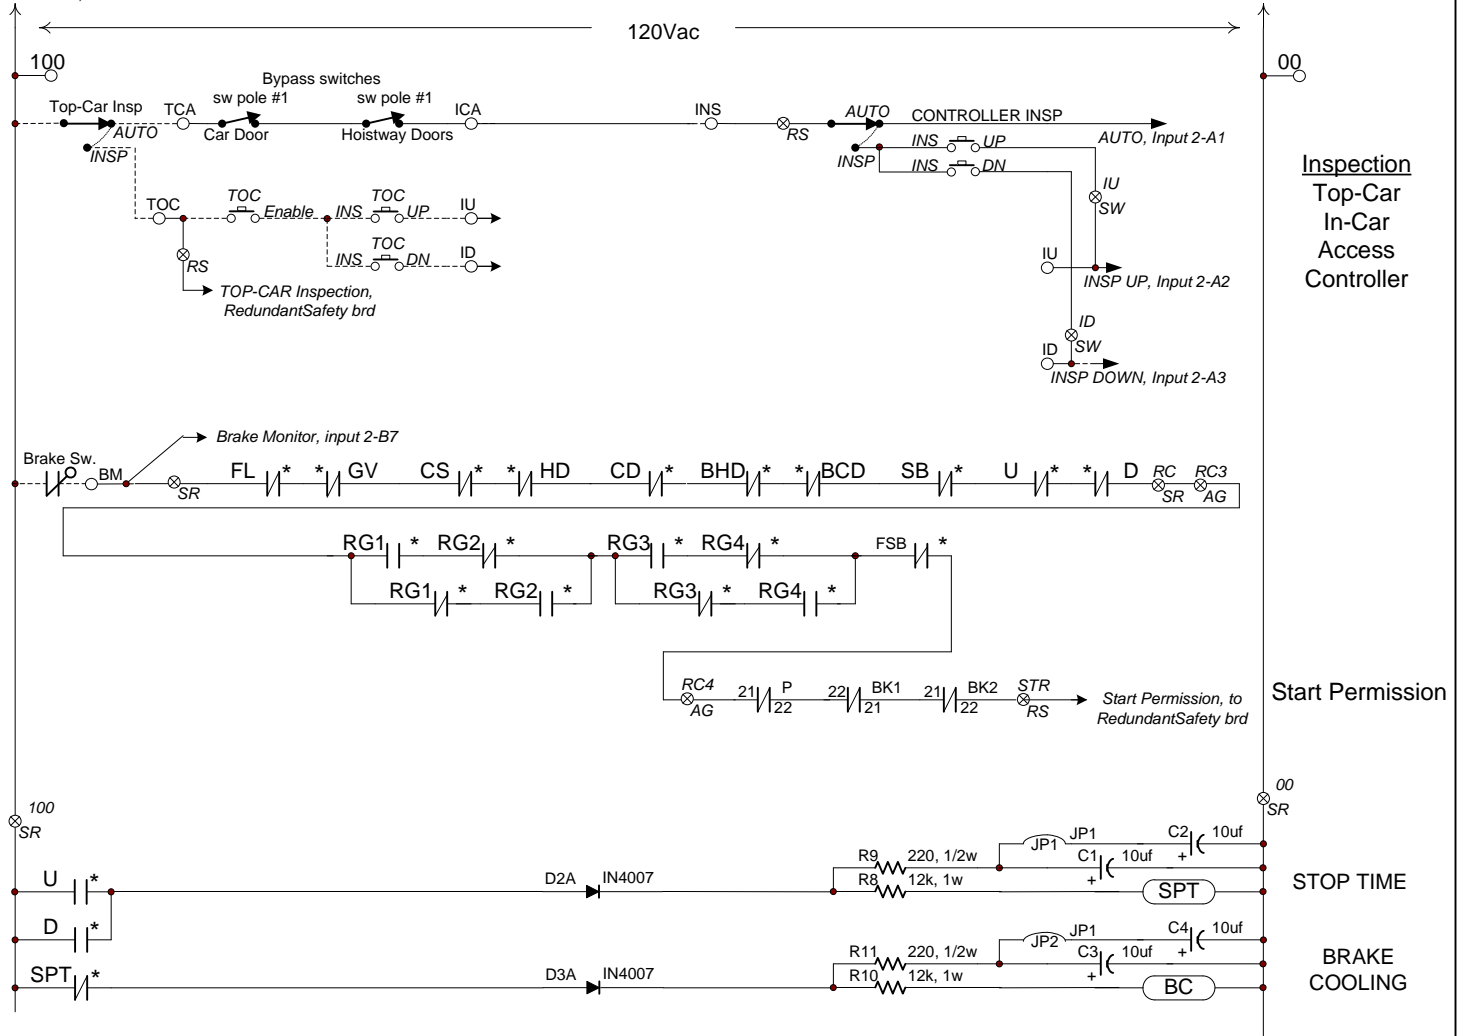 120Vac
100
00
Bypass switches
Top-Car Insp
TCA
sw pole #1
sw pole #1
ICA
INS
AUTO
CONTROLLER INSP
AUTO
Car Door
Hoistway Doors
RS
AUTO, Input 2-A1
INSP
INSP
INS
UP
INS
DN
Inspection
Top-Car
In-Car
Access
Controller
TOC
TOC
Enable
INS
TOC
UP
IU
IU
SW
TOC
INS
DN
ID
RS
IU
INSP UP, Input 2-A2
TOP-CAR Inspection,
RedundantSafety brd
ID
SW
ID
INSP DOWN, Input 2-A3
Brake Monitor, input 2-B7
Brake Sw.
BM
SR
FL
*
*
GV
CS
*
*
HD
CD
*
BHD
*
*
BCD
SB
*
U
*
*
D
RC
SR
RC3
AG
RG1
*
RG2
*
RG3
*
RG4
*
FSB
*
RG1
*
RG2
*
RG3
*
RG4
*
RC4
AG
21
P
22
22
BK1
21
21
BK2
22
STR
RS
Start Permission, to
RedundantSafety brd
Start Permission
100
SR
00
SR
JP1
JP1
C2
10uf
+
R9
220, 1/2w
C1
10uf
+
U
*
D2A
IN4007
R8
12k, 1w
SPT
STOP TIME
D
*
JP2
JP1
C4
10uf
+
R11
220, 1/2w
C3
10uf
+
SPT
*
D3A
IN4007
R10
12k, 1w
BC
BRAKE
COOLING